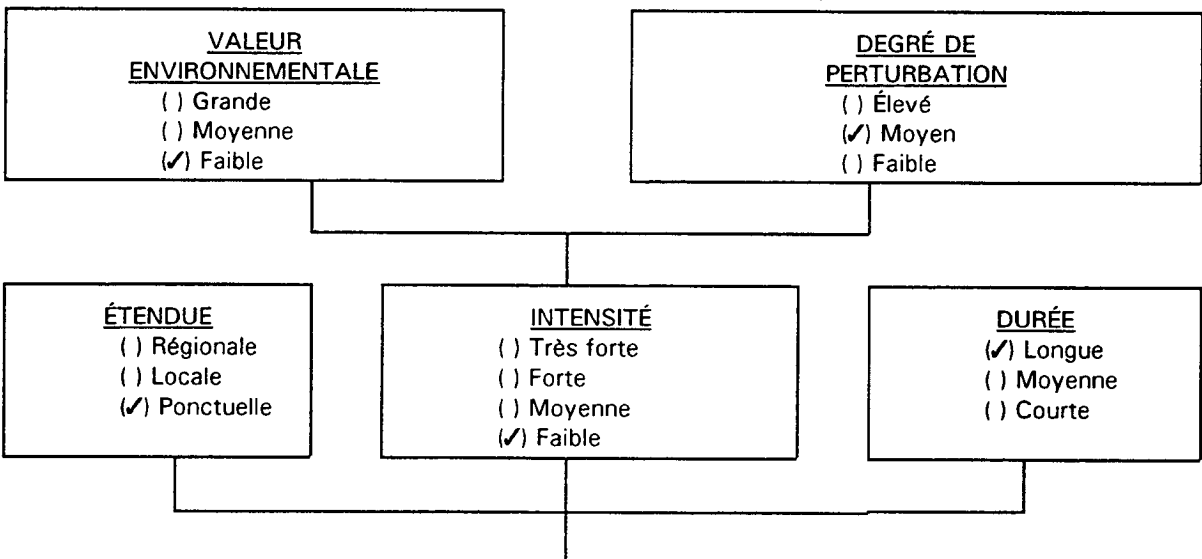 VALEUR
ENVIRONNEMENTALE
( ) Grande
( ) Moyenne
(✓) Faible
DEGRÉ DE
PERTURBATION
( ) Élevé
(✓) Moyen
( ) Faible
ÉTENDUE
( ) Régionale
( ) Locale
(✓) Ponctuelle
INTENSITÉ
( ) Très forte
( ) Forte
( ) Moyenne
(✓) Faible
DURÉE
(✓) Longue
( ) Moyenne
( ) Courte